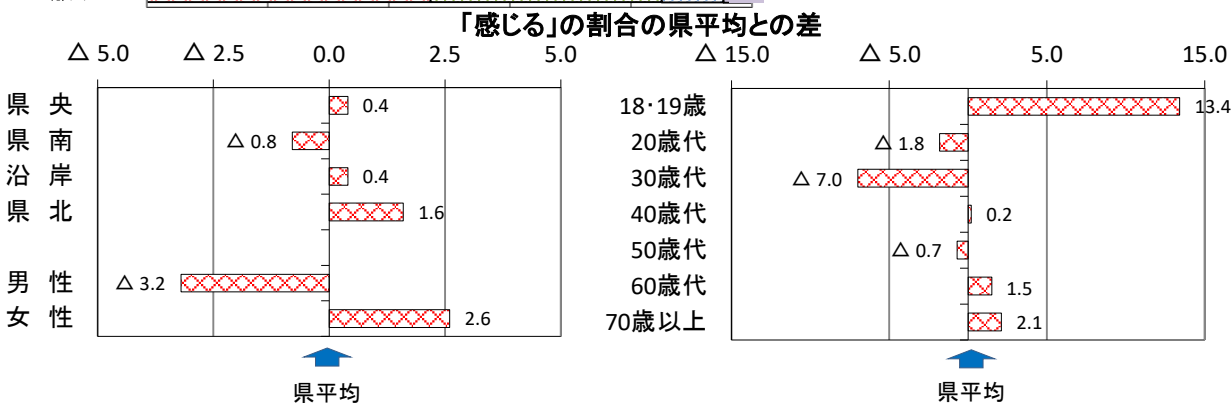 「感じる」の割合の県平均との差
△ 5.0 △ 2.5 0.0 2.5 5.0
県 央 0.4
県 南 △ 0.8
沿 岸 0.4
県 北 1.6
男 性 △ 3.2
女 性 2.6
県平均
△ 15.0 △ 5.0 5.0 15.0
18・19歳 13.4
20歳代 △ 1.8
30歳代 △ 7.0
40歳代 0.2
50歳代 △ 0.7
60歳代 1.5
70歳以上 2.1
県平均